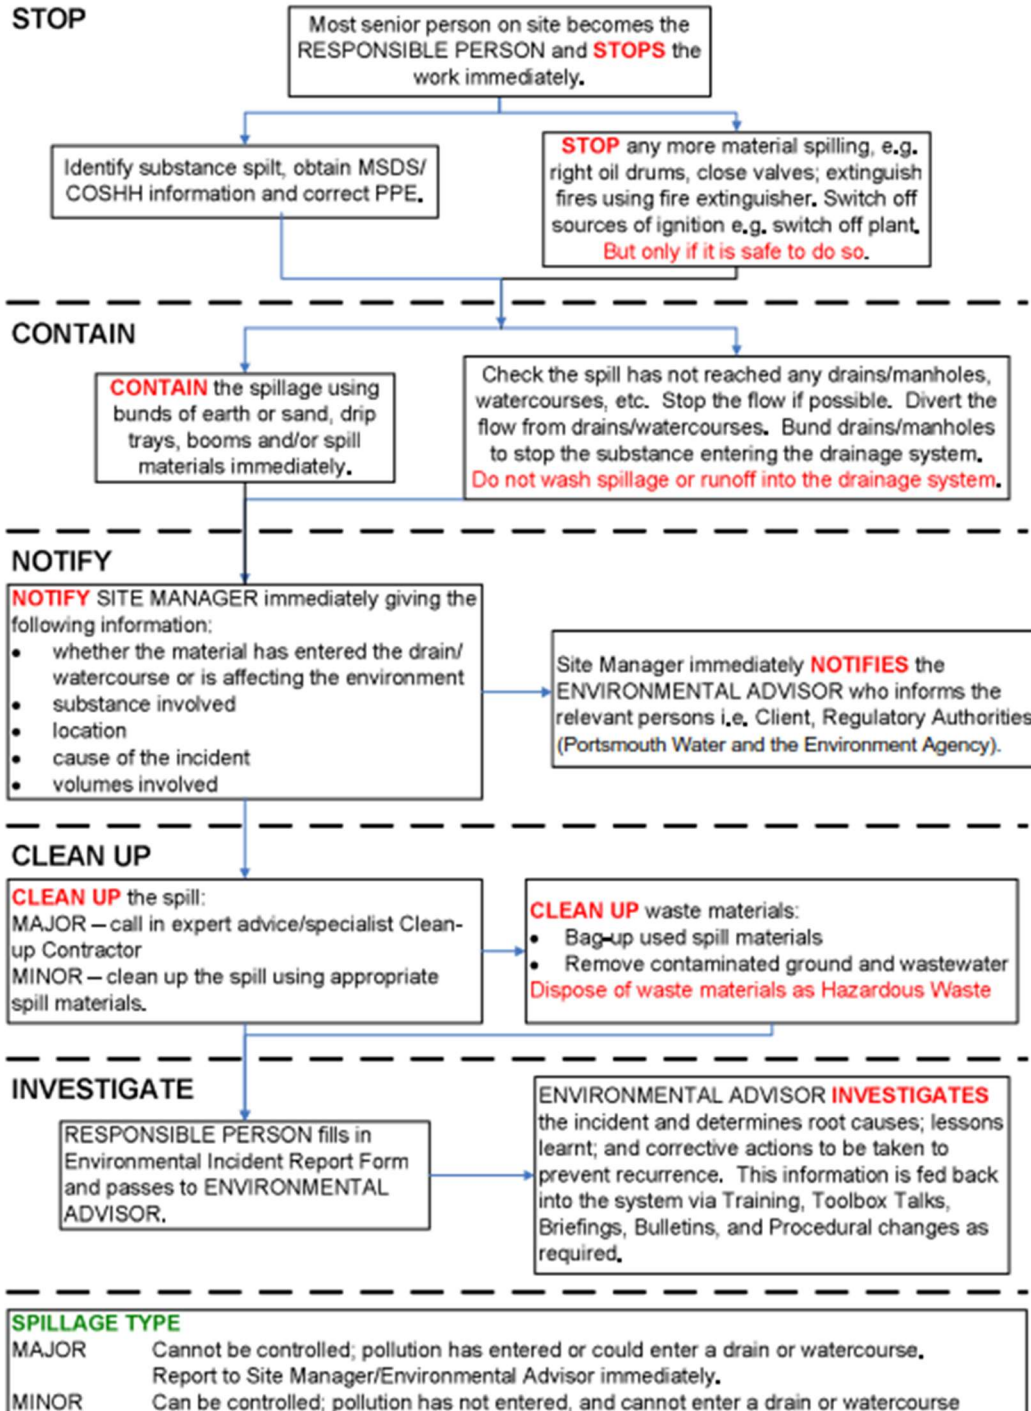 STOP
Most senior person on site becomes the
RESPONSIBLE PERSON and STOPS the
work immediately.
Identify substance spilt, obtain MSDS/
COSHH information and correct PPE.
STOP any more material spilling, e.g.
right oil drums, close valves; extinguish
fires using fire extinguisher. Switch off
sources of ignition e.g. switch off plant.
But only if it is safe to do so.
CONTAIN
CONTAIN the spillage using
bunds of earth or sand, drip
trays, booms and/or spill
materials immediately.
Check the spill has not reached any drains/manholes,
watercourses, etc. Stop the flow if possible. Divert the
flow from drains/watercourses. Bund drains/manholes
to stop the substance entering the drainage system.
Do not wash spillage or runoff into the drainage system.
NOTIFY
NOTIFY SITE MANAGER immediately giving the
following information:
• whether the material has entered the drain/
watercourse or is affecting the environment
• substance involved
• location
• cause of the incident
• volumes involved
Site Manager immediately NOTIFIES the
ENVIRONMENTAL ADVISOR who informs the
relevant persons i.e. Client, Regulatory Authorities
(Portsmouth Water and the Environment Agency).
CLEAN UP
CLEAN UP the spill:
MAJOR – call in expert advice/specialist Clean-
up Contractor
MINOR – clean up the spill using appropriate
spill materials.
CLEAN UP waste materials:
• Bag-up used spill materials
• Remove contaminated ground and wastewater
Dispose of waste materials as Hazardous Waste
INVESTIGATE
RESPONSIBLE PERSON fills in
Environmental Incident Report Form
and passes to ENVIRONMENTAL
ADVISOR.
ENVIRONMENTAL ADVISOR INVESTIGATES
the incident and determines root causes; lessons
learnt; and corrective actions to be taken to
prevent recurrence. This information is fed back
into the system via Training, Toolbox Talks,
Briefings, Bulletins, and Procedural changes as
required.
SPILLAGE TYPE
MAJOR Cannot be controlled; pollution has entered or could enter a drain or watercourse.
Report to Site Manager/Environmental Advisor immediately.
MINOR Can be controlled; pollution has not entered, and cannot enter a drain or watercourse